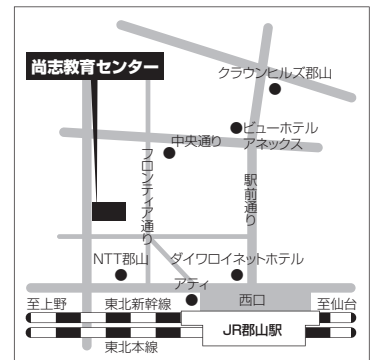 尚志教育センター
クラウンヒルズ郡山
ビューホテル
アネックス
中央通り
フロンティア通り
駅前通り
NTT郡山
ダイワロイネットホテル
アティ
西口
至上野
東北新幹線
至仙台
JR郡山駅
東北本線